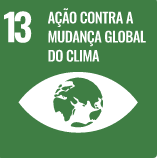 13 AÇÃO CONTRA A
MUDANÇA GLOBAL
DO CLIMA